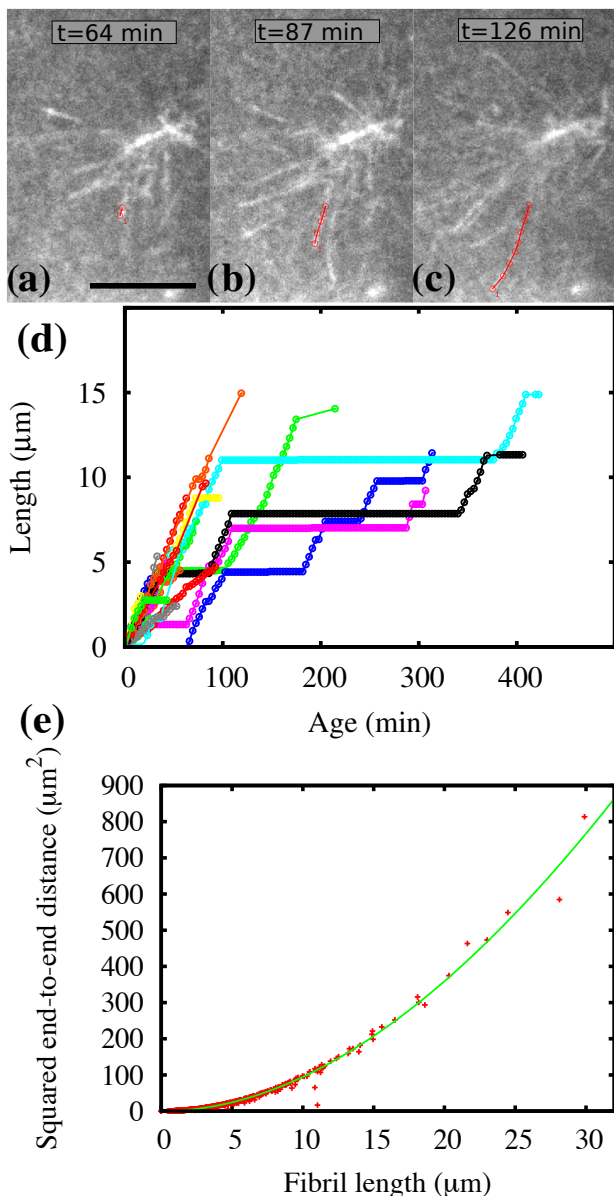 t=64 min
t=87 min
t=126 min
(a)
(b)
(c)
(d)
15
10
5
0
Length (μm)
0 100 200 300 400
Age (min)
(e)
900
800
700
600
500
400
300
200
100
0
Squared end-to-end distance (μm²)
0 5 10 15 20 25 30
Fibril length (μm)